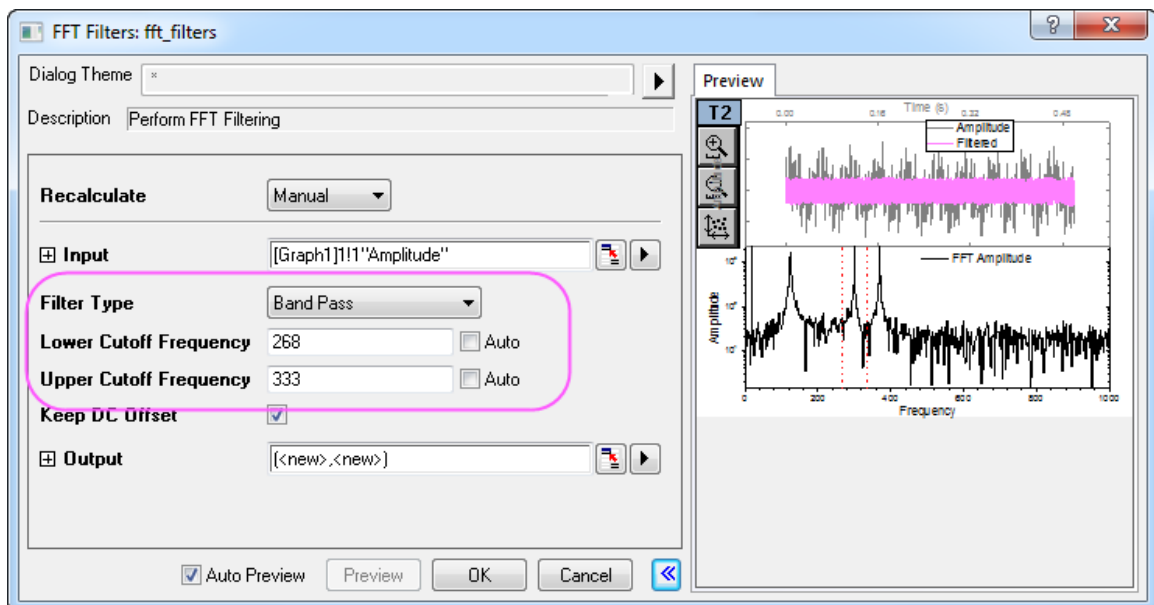 FFT Filters: fft_filters
Dialog Theme *
Description Perform FFT Filtering
Recalculate Manual
Input [Graph1]1!1"Amplitude"
Filter Type Band Pass
Lower Cutoff Frequency 268 Auto
Upper Cutoff Frequency 333 Auto
Keep DC Offset
Output (<new>,<new>)
Auto Preview Preview OK Cancel
Preview
T2
Time (s)
0.00 0.16 0.32 0.48
Amplitude
Filtered
FFT Amplitude
Amplitude
0 200 400 600 800 1000
Frequency